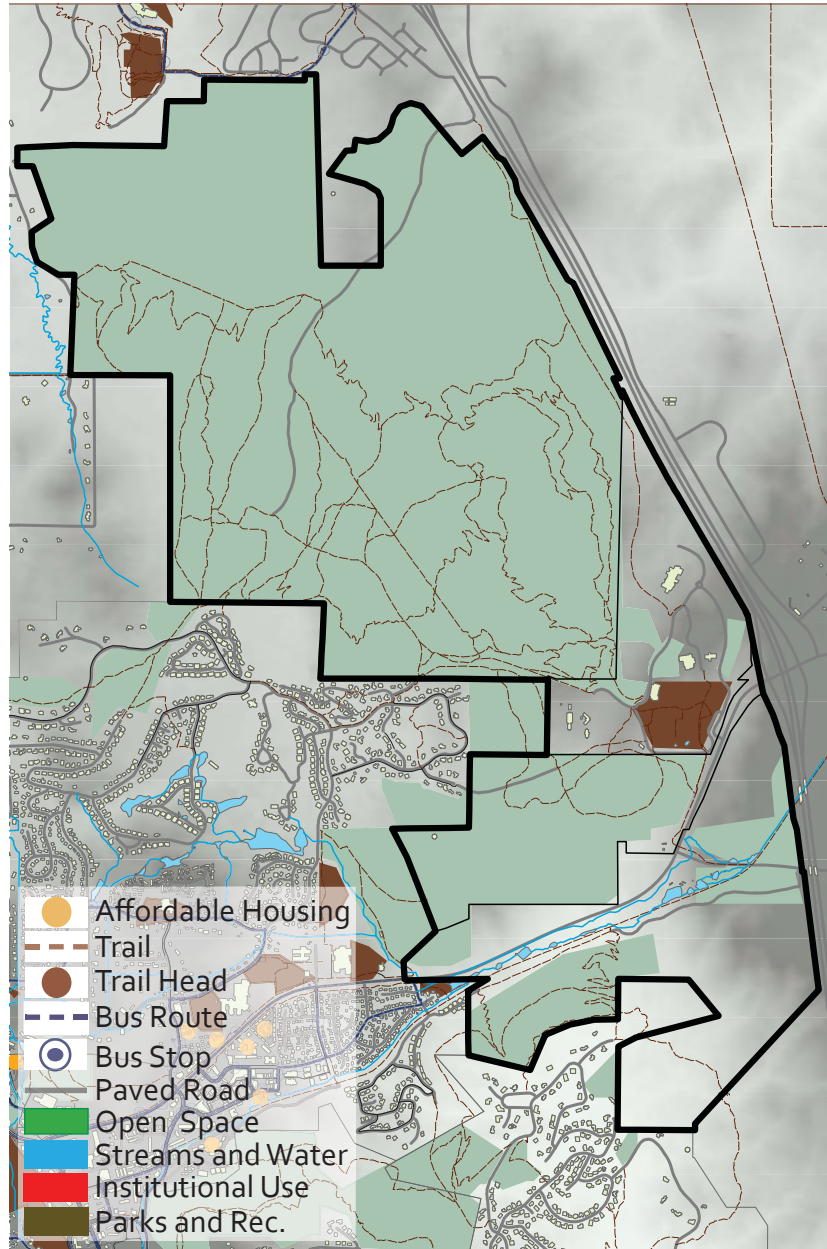 Affordable Housing
Trail
Trail Head
Bus Route
Bus Stop
Paved Road
Open Space
Streams and Water
Institutional Use
Parks and Rec.